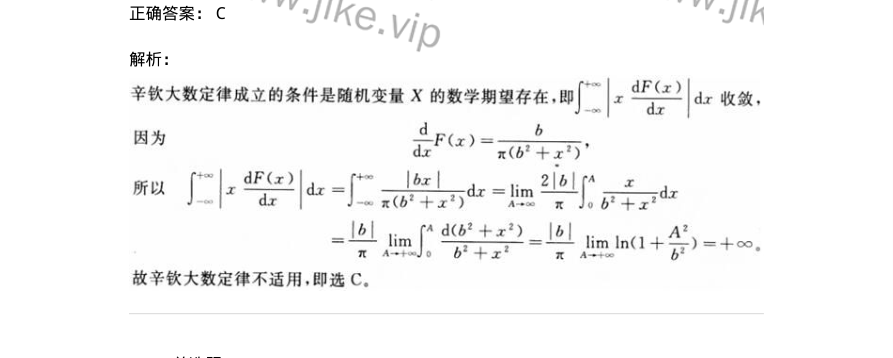 www.jike.vip
正确答案： C
解析：
辛钦大数定律成立的条件是随机变量 X 的数学期望存在,即∫_{-∞}^{+∞} |x dF(x)/dx| dx 收敛,
因为 d/dx F(x) = b/π(b²+x²),
所以 ∫_{-∞}^{+∞} |x dF(x)/dx| dx = ∫_{-∞}^{+∞} |bx|/π(b²+x²) dx = lim_{A→∞} 2|b|/π ∫_0^A x/b²+x² dx
= |b|/π lim_{A→+∞} ∫_0^A d(b²+x²)/b²+x² = |b|/π lim_{A→+∞} ln(1+A²/b²) = +∞。
故辛钦大数定律不适用,即选 C。